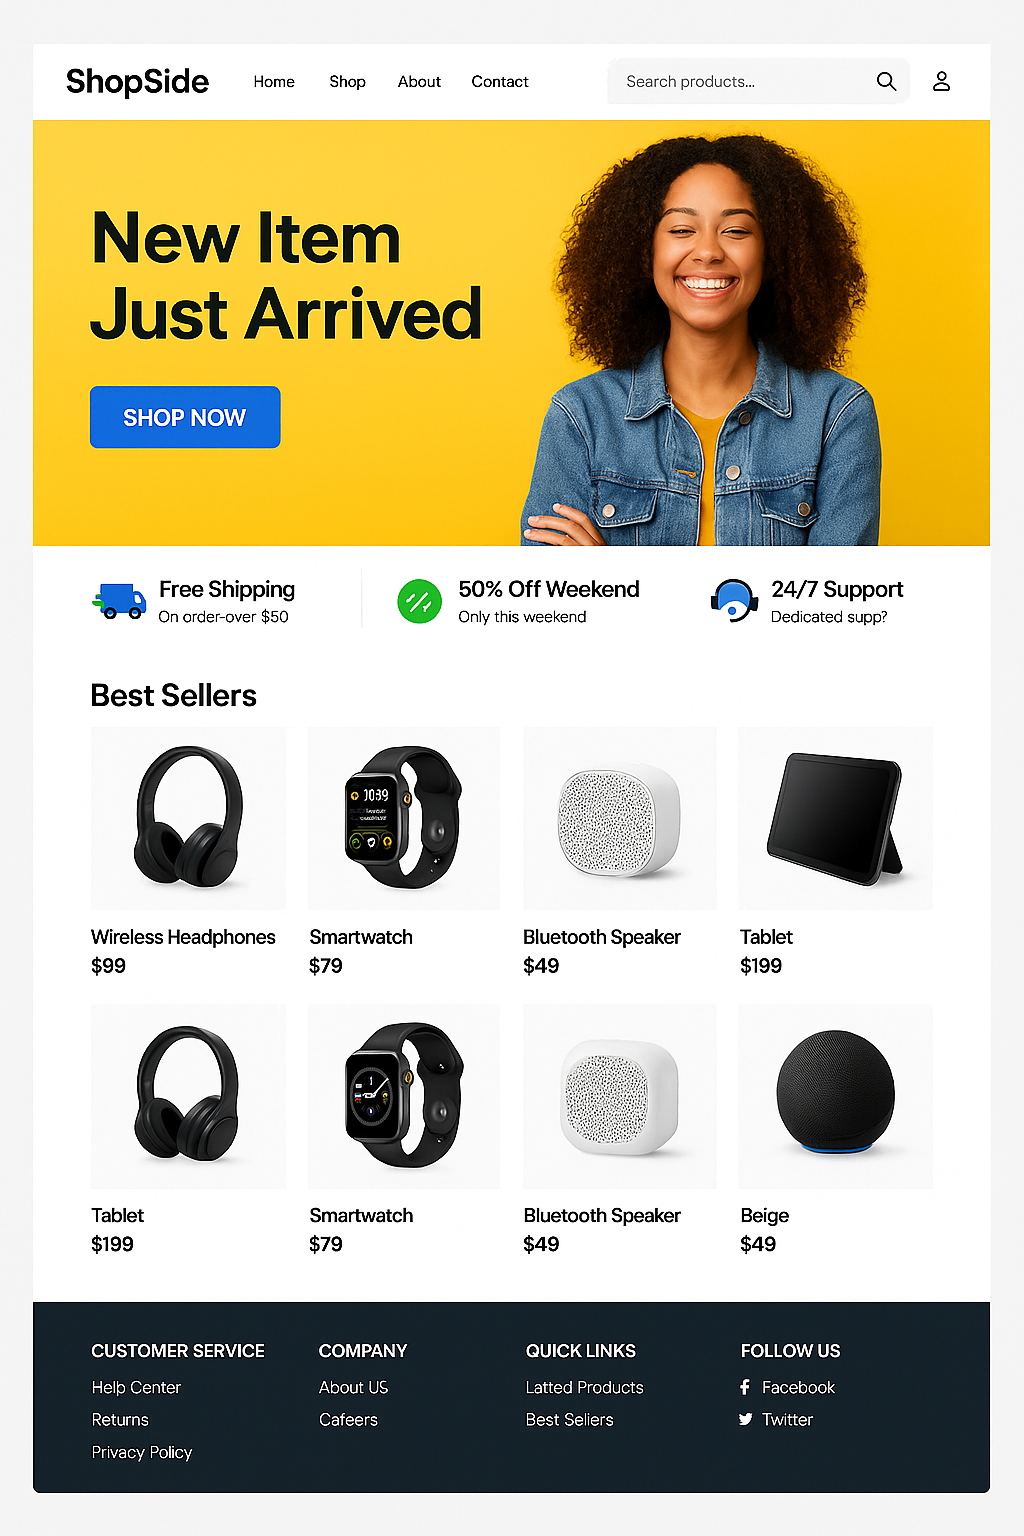 ShopSide
Home Shop About Contact
Search products...
New Item
Just Arrived
SHOP NOW
Free Shipping
On order-over $50
50% Off Weekend
Only this weekend
24/7 Support
Dedicated supp?
Best Sellers
Wireless Headphones
$99
Smartwatch
$79
Bluetooth Speaker
$49
Tablet
$199
Tablet
$199
Smartwatch
$79
Bluetooth Speaker
$49
Beige
$49
CUSTOMER SERVICE
Help Center
Returns
Privacy Policy
COMPANY
About US
Cafeers
QUICK LINKS
Latted Products
Best Seliers
FOLLOW US
Facebook
Twitter